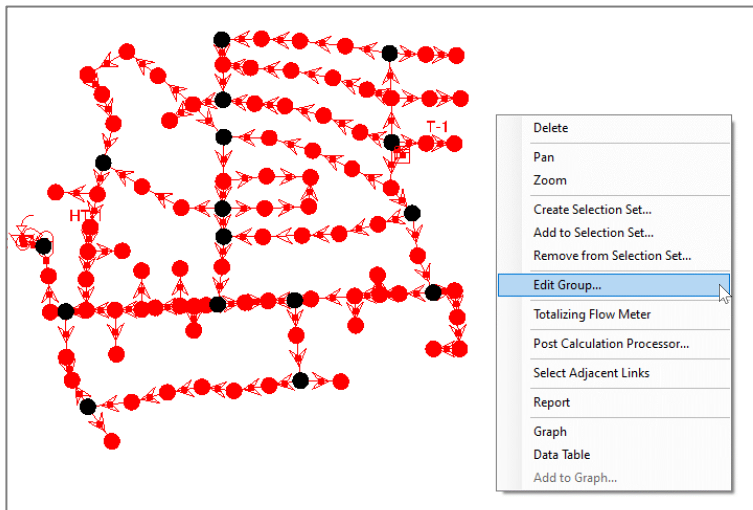 T-1
HT-1
Delete
Pan
Zoom
Create Selection Set...
Add to Selection Set...
Remove from Selection Set...
Edit Group...
Totalizing Flow Meter
Post Calculation Processor...
Select Adjacent Links
Report
Graph
Data Table
Add to Graph...